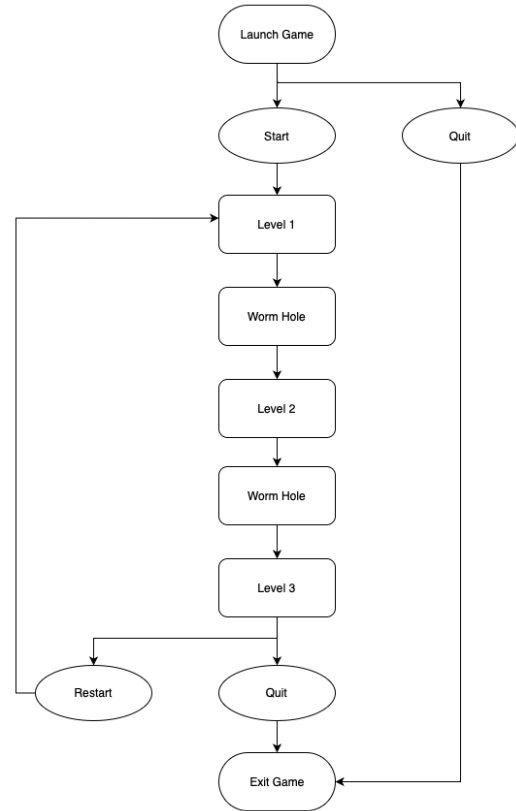 Launch Game
Start
Quit
Level 1
Worm Hole
Level 2
Worm Hole
Level 3
Restart
Quit
Exit Game